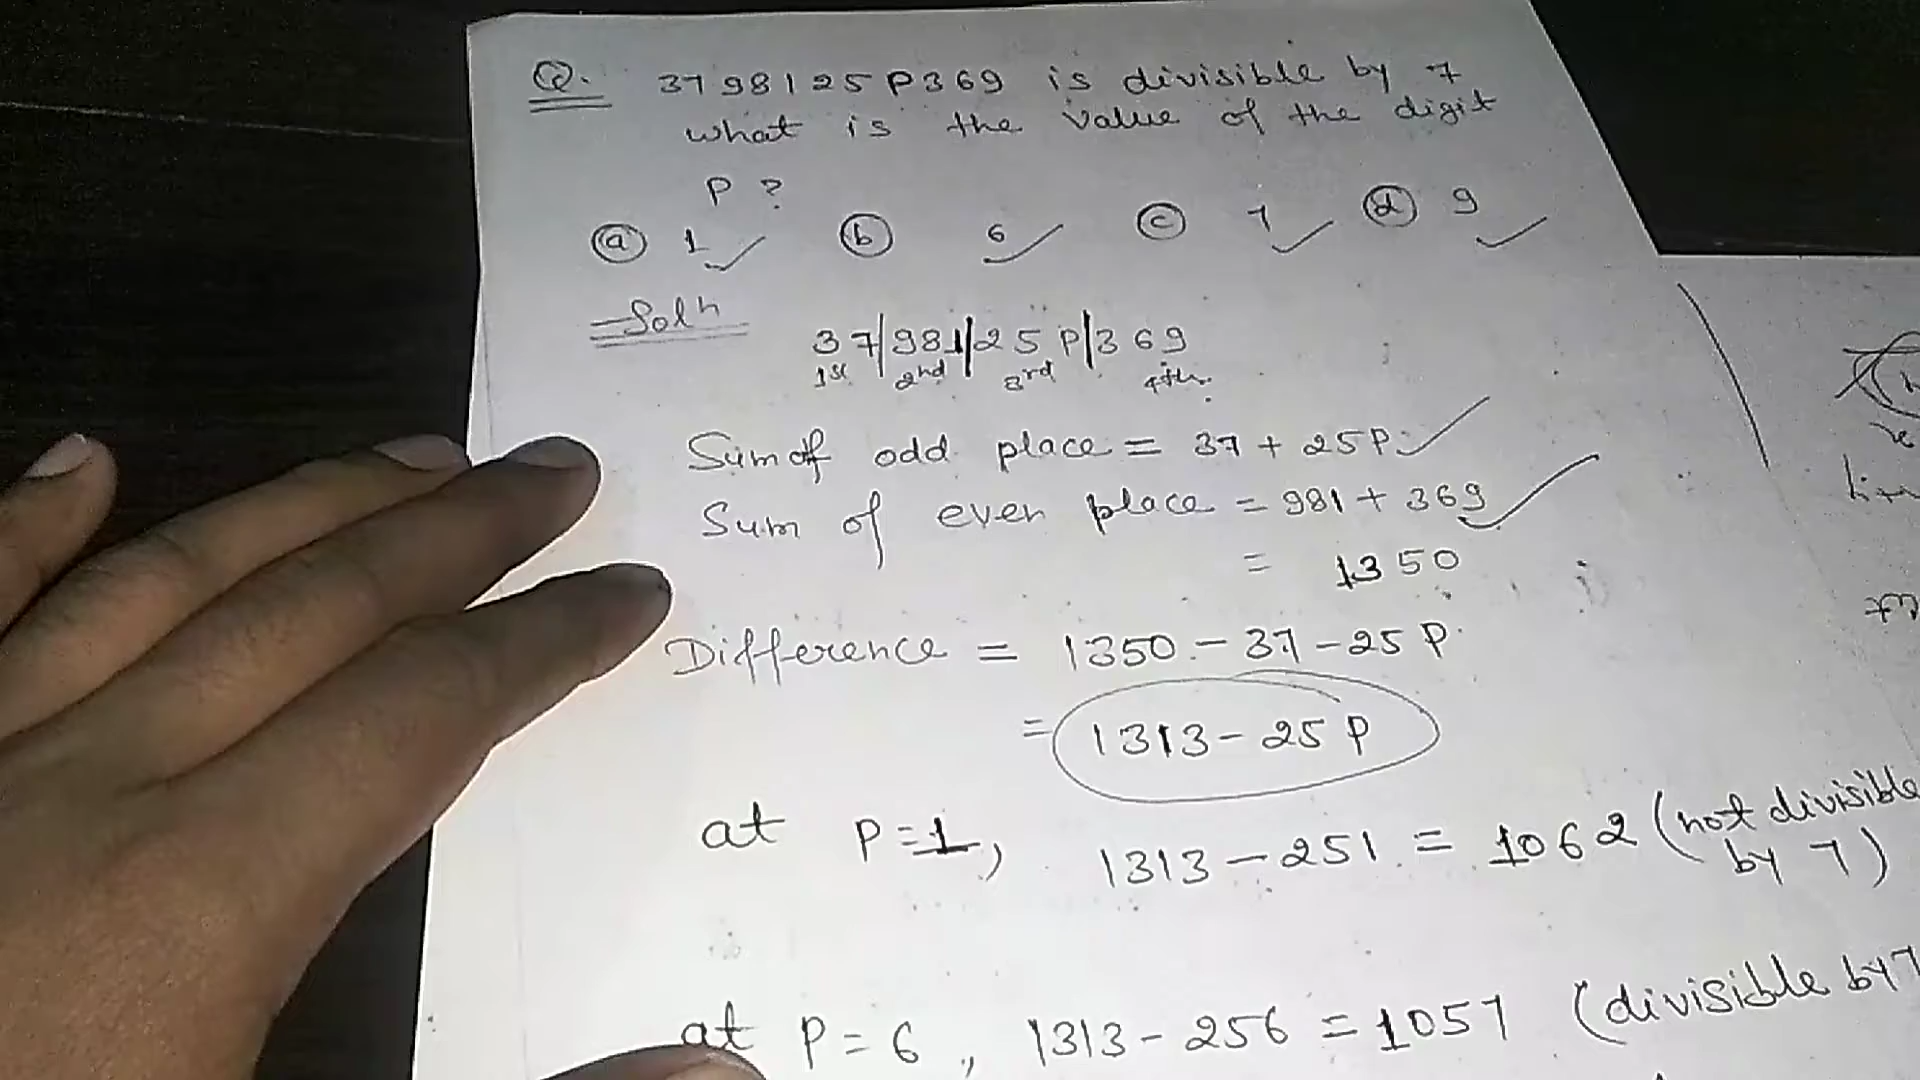 Q. 3798125P369 is divisible by 7
what is the value of the digit
P ?
(a) 1 (b) 6 (c) 7 (d) 9
Soln
37|981|25P|369
1st 2nd 3rd 4th
Sum of odd place = 37 + 25P
Sum of even place = 981 + 369
= 1350
Difference = 1350 - 37 - 25P
= 1313 - 25P
at P=1, 1313 - 251 = 1062 (not divisible
by 7)
at P=6, 1313 - 256 = 1057 (divisible by 7